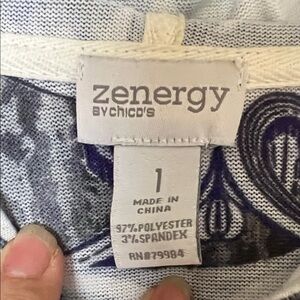 zenergy
BY CHICO'S
1
MADE IN
CHINA
97% POLYESTER
3% SPANDEX
RN#79984